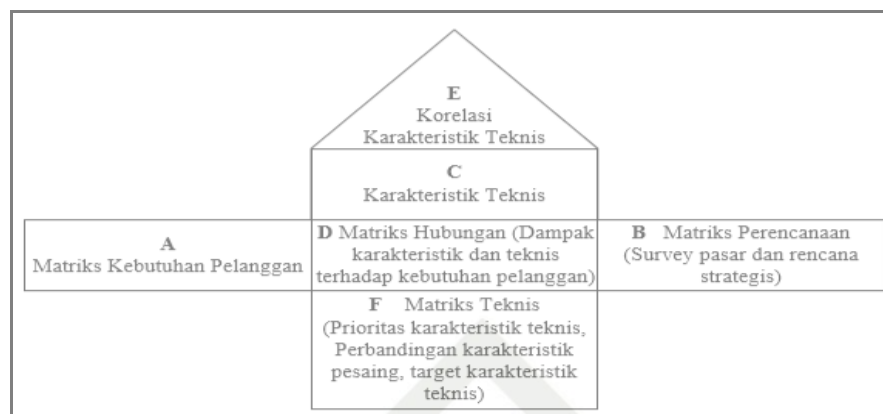 E
Korelasi
Karakteristik Teknis
C
Karakteristik Teknis
A
Matriks Kebutuhan Pelanggan
D Matriks Hubungan (Dampak
karakteristik dan teknis
terhadap kebutuhan pelanggan)
B Matriks Perencanaan
(Survey pasar dan rencana
strategis)
F Matriks Teknis
(Prioritas karakteristik teknis,
Perbandingan karakteristik
pesaing, target karakteristik
teknis)